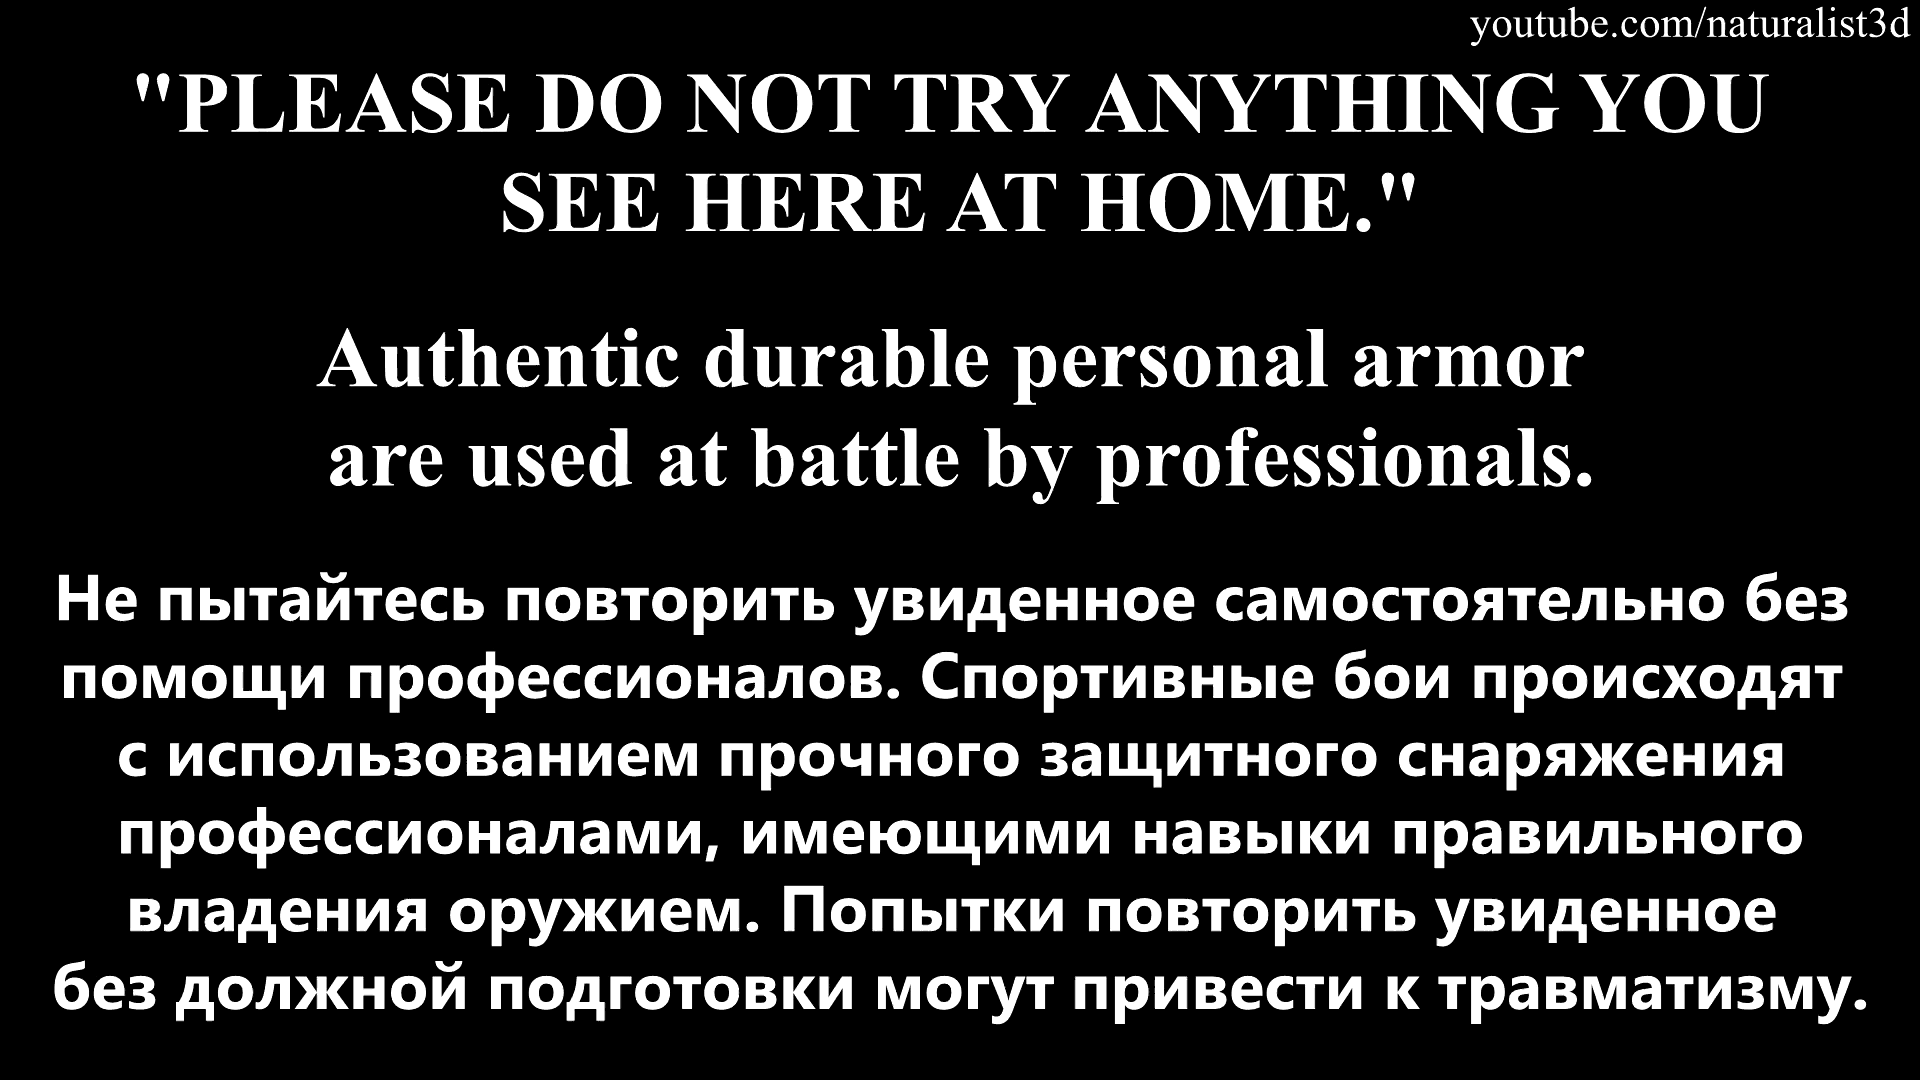 youtube.com/naturalist3d
"PLEASE DO NOT TRY ANYTHING YOU
SEE HERE AT HOME."
Authentic durable personal armor
are used at battle by professionals.
Не пытайтесь повторить увиденное самостоятельно без
помощи профессионалов. Спортивные бои происходят
с использованием прочного защитного снаряжения
профессионалами, имеющими навыки правильного
владения оружием. Попытки повторить увиденное
без должной подготовки могут привести к травматизму.